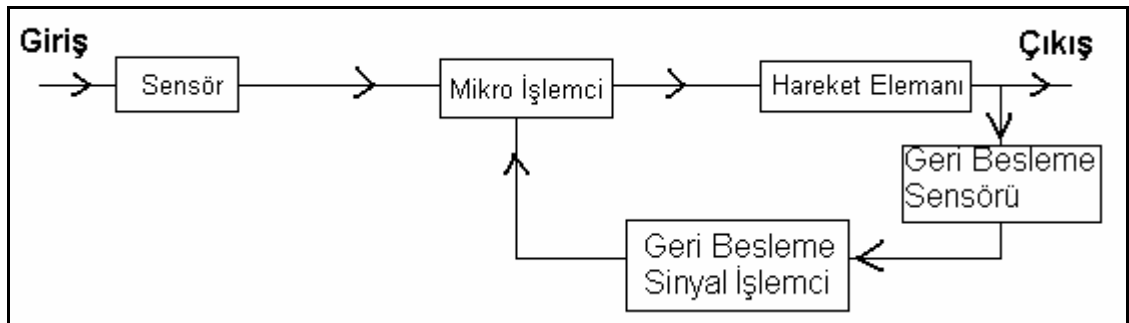 Giriş
Çıkış
Sensör
Mikro İşlemci
Hareket Elemanı
Geri Besleme
Sensörü
Geri Besleme
Sinyal İşlemci